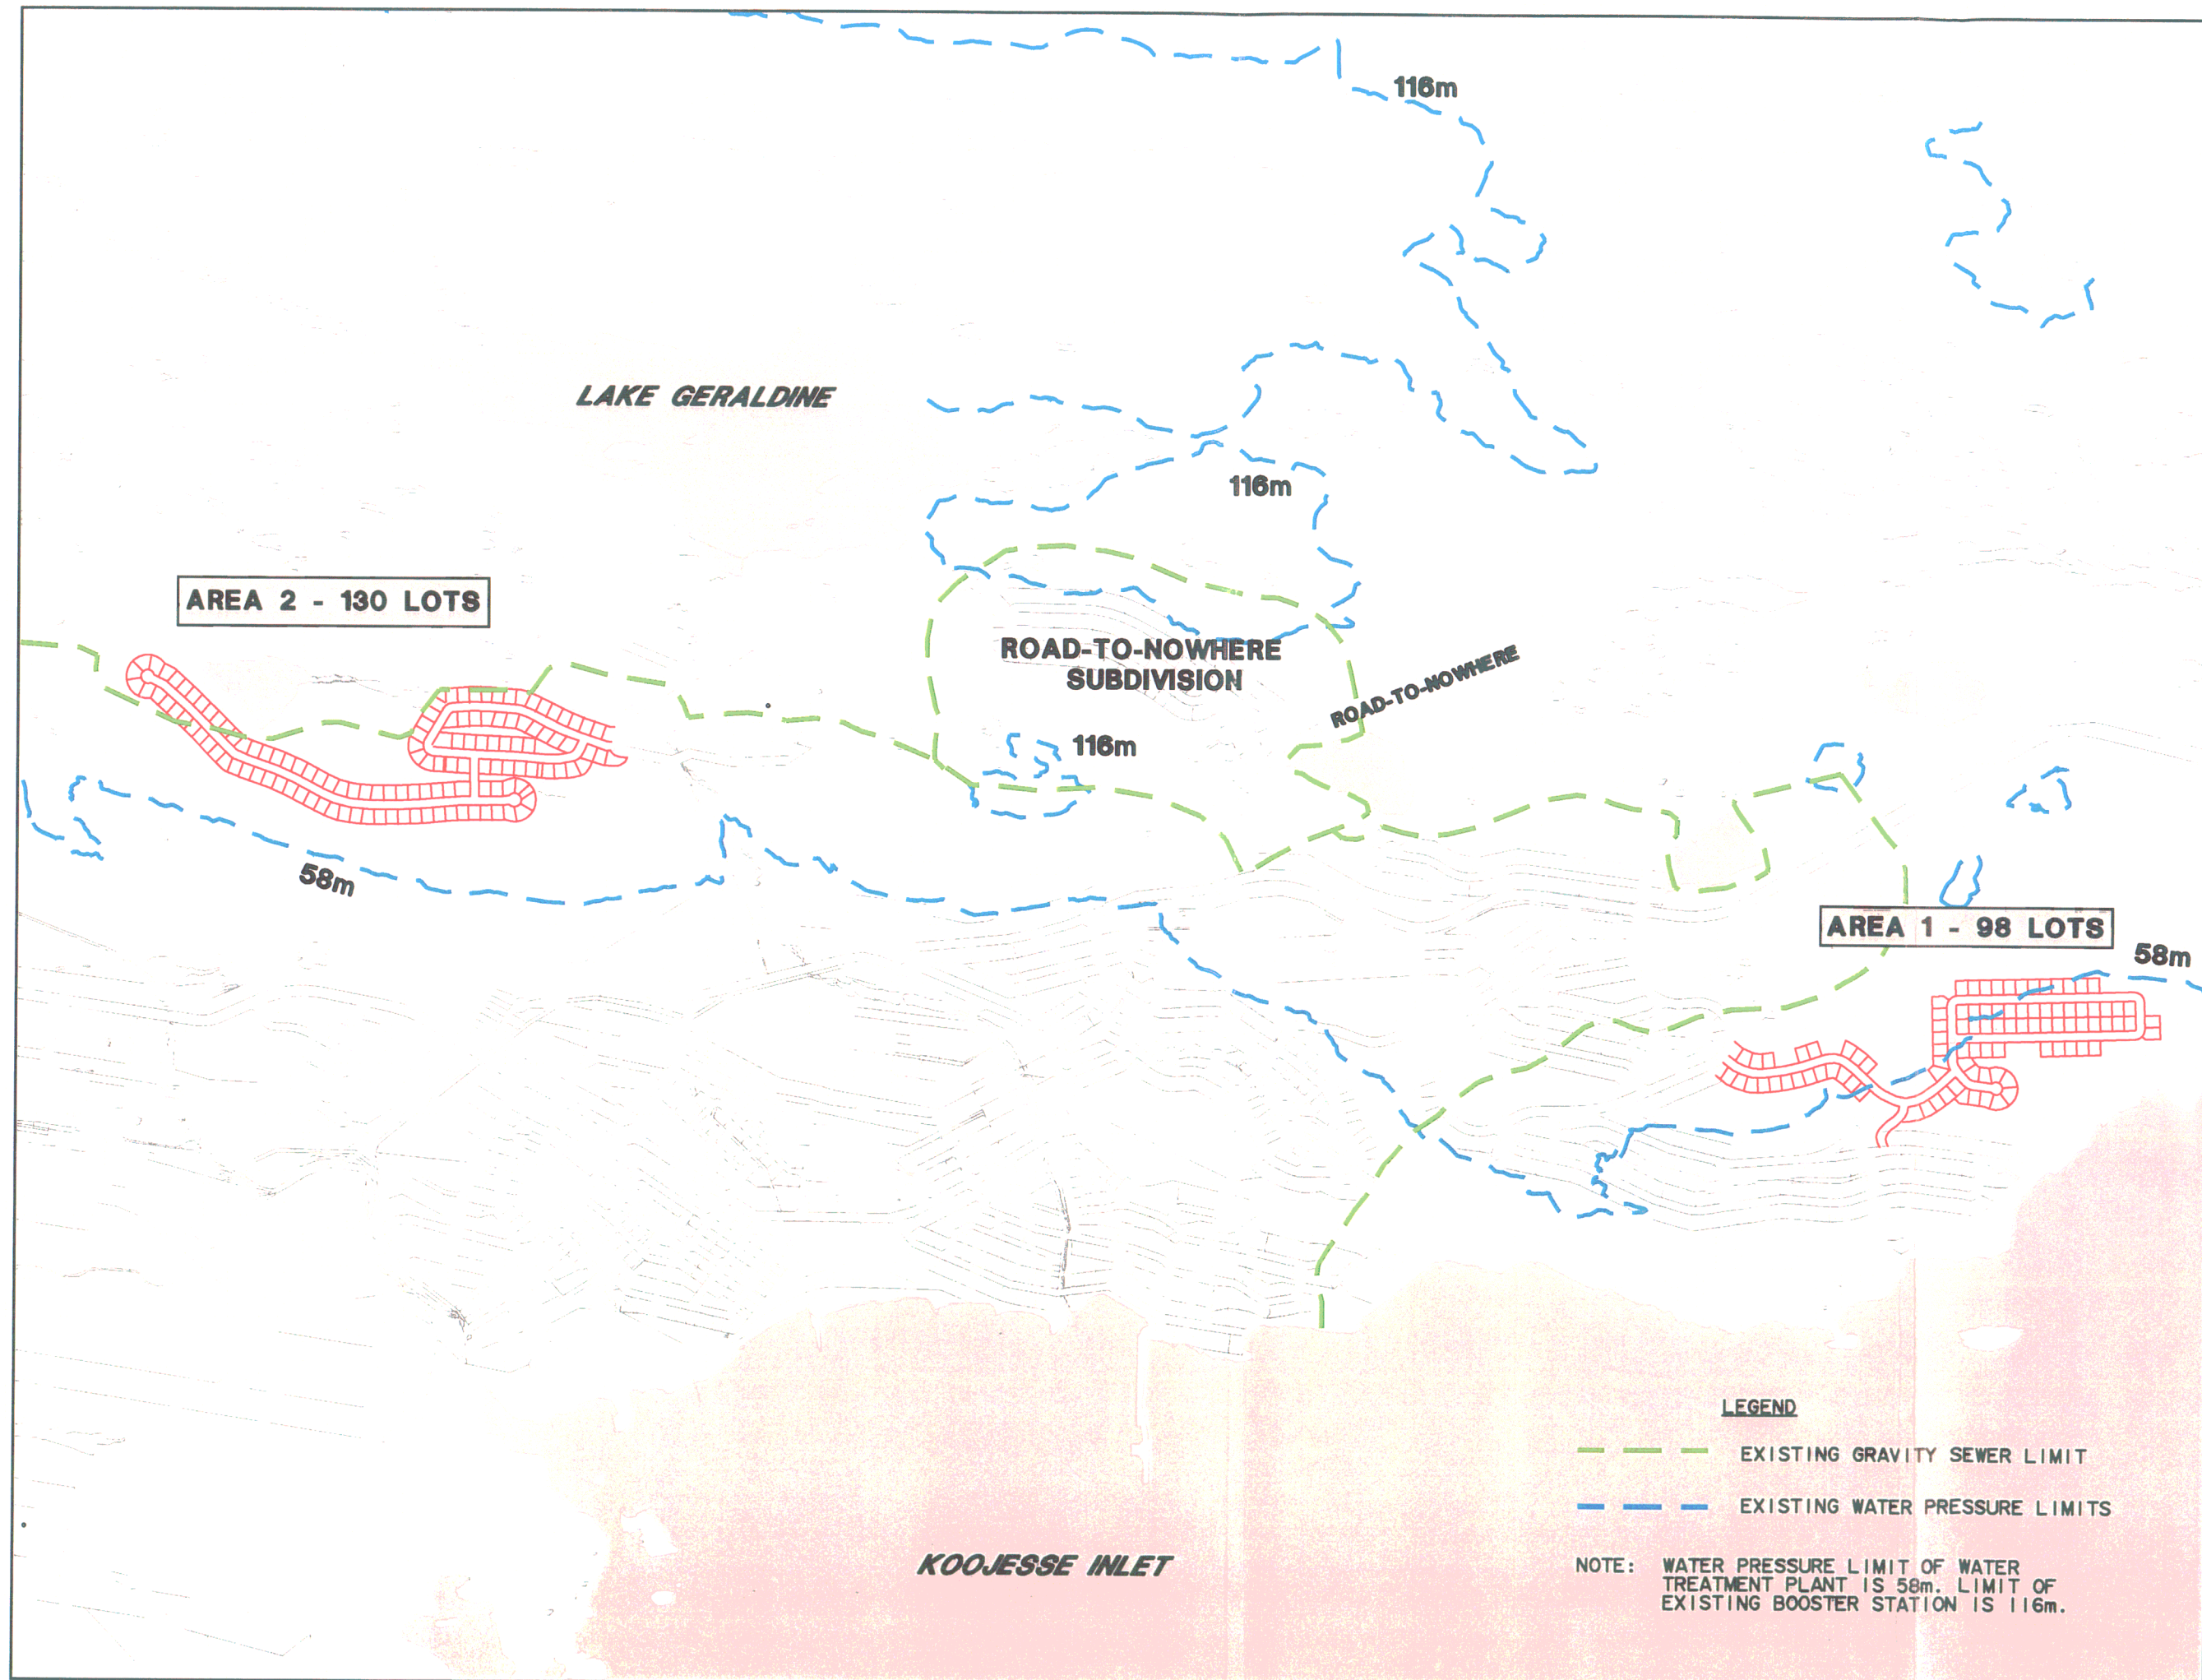 116m
LAKE GERALDINE
116m
AREA 2 - 130 LOTS
ROAD-TO-NOWHERE
SUBDIVISION
ROAD-TO-NOWHERE
116m
58m
AREA 1 - 98 LOTS
58m
LEGEND
EXISTING GRAVITY SEWER LIMIT
EXISTING WATER PRESSURE LIMITS
KOOJESSE INLET
NOTE: WATER PRESSURE LIMIT OF WATER
TREATMENT PLANT IS 58m. LIMIT OF
EXISTING BOOSTER STATION IS 116m.